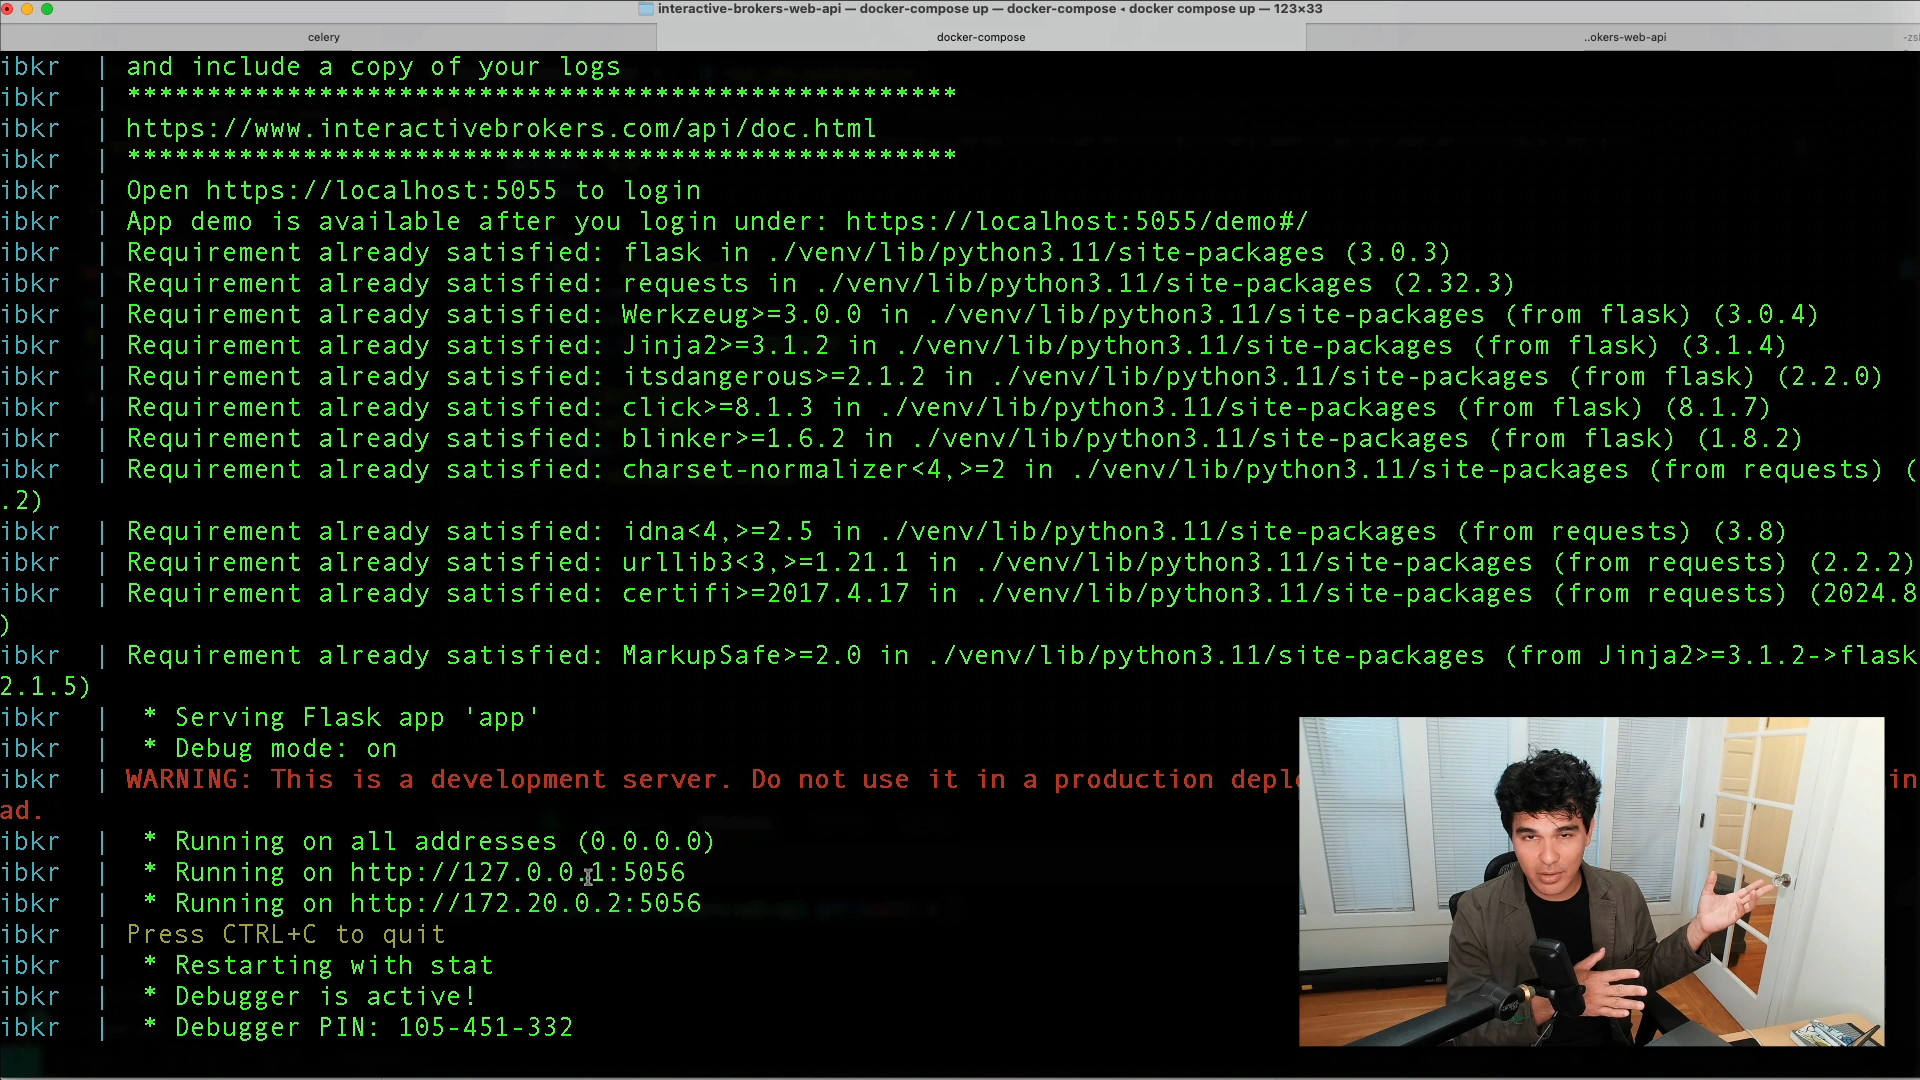 interactive-brokers-web-api — docker-compose up — docker-compose ◂ docker compose up — 123×33
celery docker-compose ..okers-web-api -zs
ibkr | and include a copy of your logs
ibkr | ****************************************************
ibkr | https://www.interactivebrokers.com/api/doc.html
ibkr | ****************************************************
ibkr | Open https://localhost:5055 to login
ibkr | App demo is available after you login under: https://localhost:5055/demo#/
ibkr | Requirement already satisfied: flask in ./venv/lib/python3.11/site-packages (3.0.3)
ibkr | Requirement already satisfied: requests in ./venv/lib/python3.11/site-packages (2.32.3)
ibkr | Requirement already satisfied: Werkzeug>=3.0.0 in ./venv/lib/python3.11/site-packages (from flask) (3.0.4)
ibkr | Requirement already satisfied: Jinja2>=3.1.2 in ./venv/lib/python3.11/site-packages (from flask) (3.1.4)
ibkr | Requirement already satisfied: itsdangerous>=2.1.2 in ./venv/lib/python3.11/site-packages (from flask) (2.2.0)
ibkr | Requirement already satisfied: click>=8.1.3 in ./venv/lib/python3.11/site-packages (from flask) (8.1.7)
ibkr | Requirement already satisfied: blinker>=1.6.2 in ./venv/lib/python3.11/site-packages (from flask) (1.8.2)
ibkr | Requirement already satisfied: charset-normalizer<4,>=2 in ./venv/lib/python3.11/site-packages (from requests) (
.2)
ibkr | Requirement already satisfied: idna<4,>=2.5 in ./venv/lib/python3.11/site-packages (from requests) (3.8)
ibkr | Requirement already satisfied: urllib3<3,>=1.21.1 in ./venv/lib/python3.11/site-packages (from requests) (2.2.2)
ibkr | Requirement already satisfied: certifi>=2017.4.17 in ./venv/lib/python3.11/site-packages (from requests) (2024.8
)
ibkr | Requirement already satisfied: MarkupSafe>=2.0 in ./venv/lib/python3.11/site-packages (from Jinja2>=3.1.2->flask
2.1.5)
ibkr | * Serving Flask app 'app'
ibkr | * Debug mode: on
ibkr | WARNING: This is a development server. Do not use it in a production depl in
ad.
ibkr | * Running on all addresses (0.0.0.0)
ibkr | * Running on http://127.0.0.1:5056
ibkr | * Running on http://172.20.0.2:5056
ibkr | Press CTRL+C to quit
ibkr | * Restarting with stat
ibkr | * Debugger is active!
ibkr | * Debugger PIN: 105-451-332